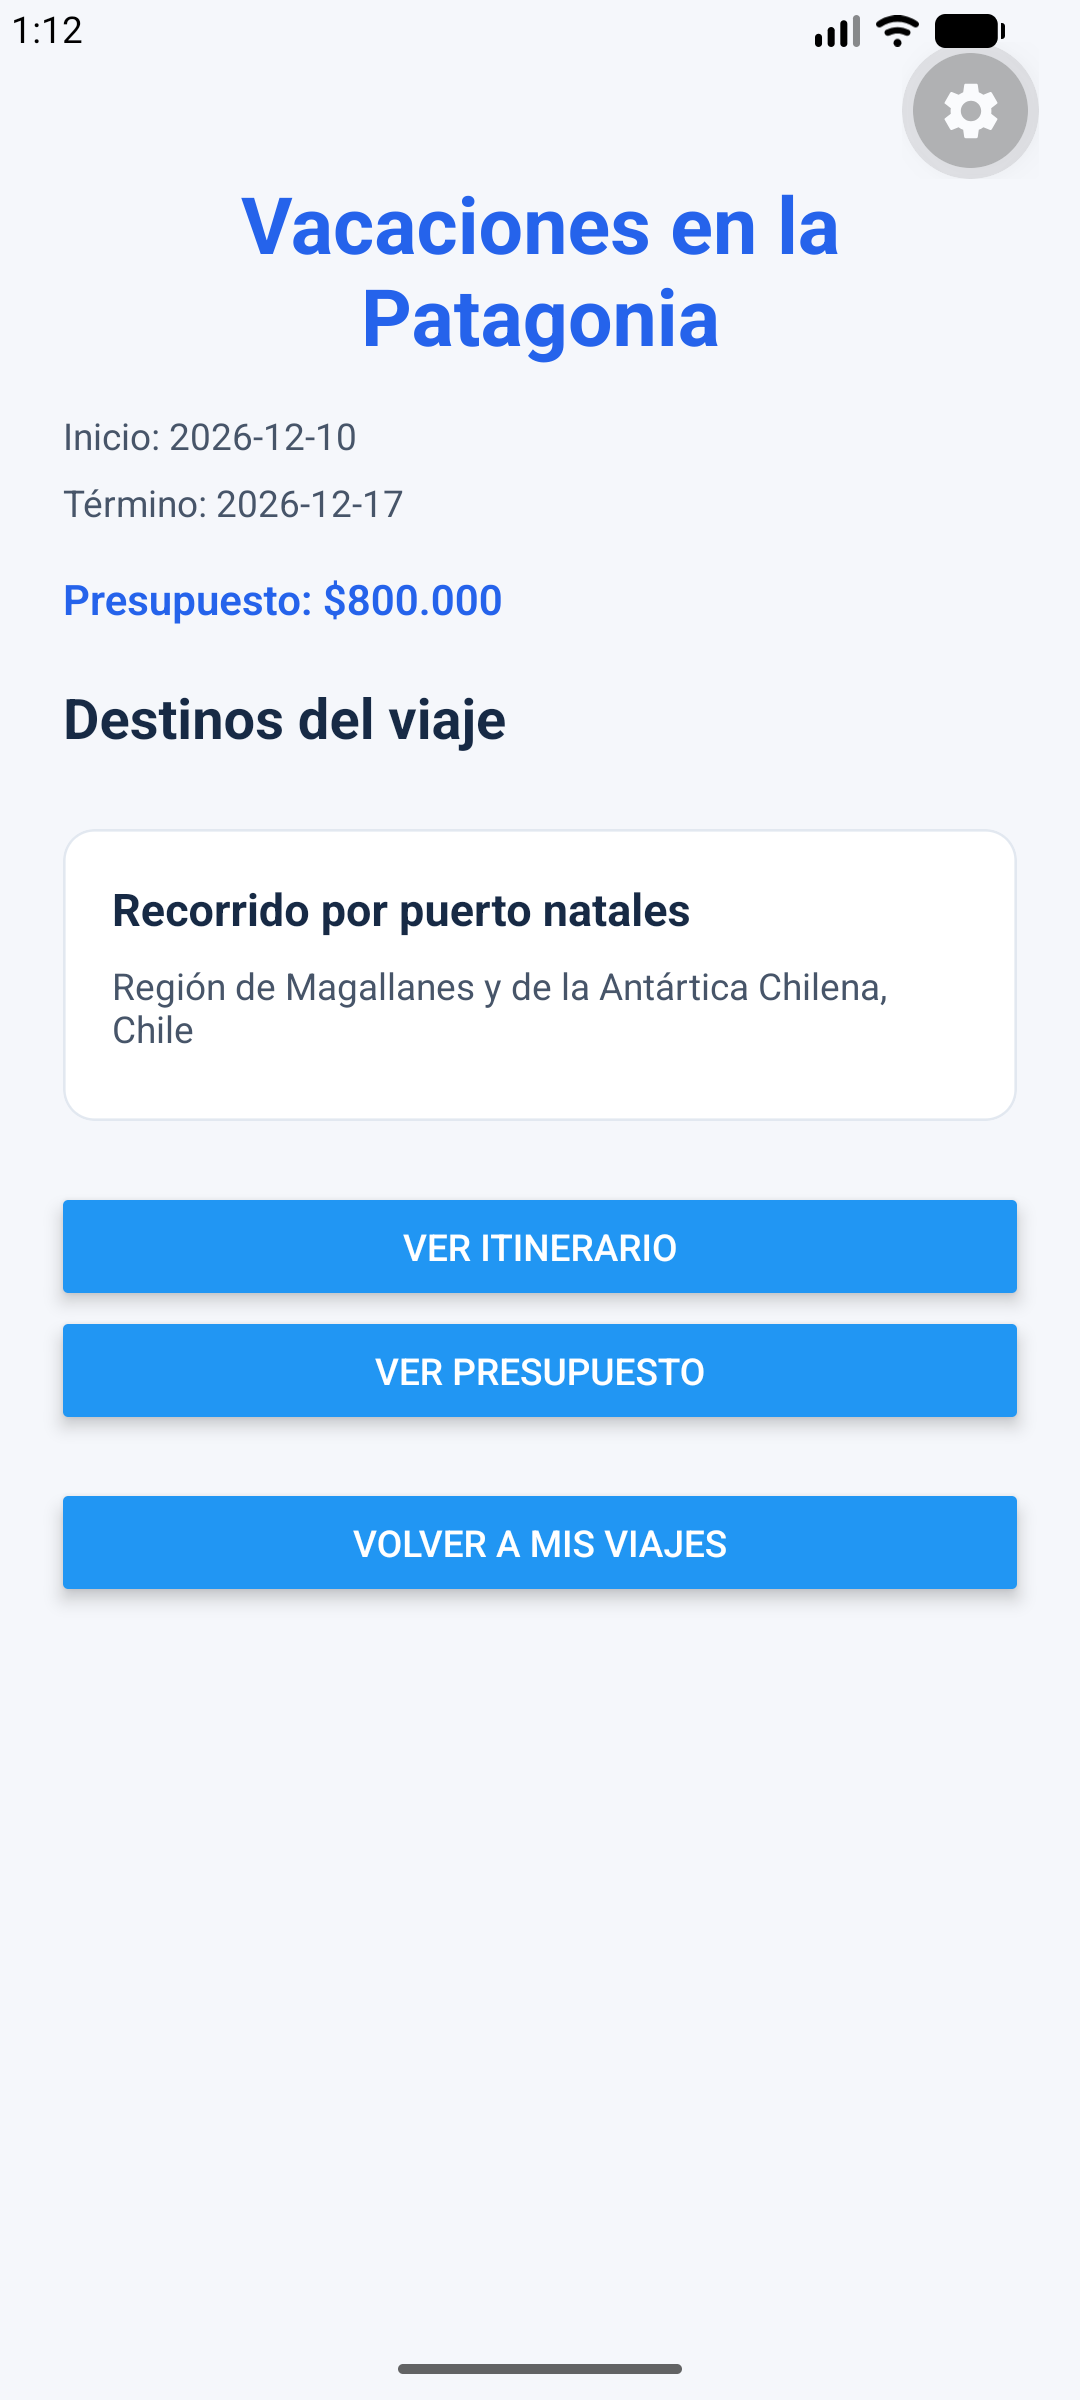 1:12
Vacaciones en la
Patagonia
Inicio: 2026-12-10
Término: 2026-12-17
Presupuesto: $800.000
Destinos del viaje
Recorrido por puerto natales
Región de Magallanes y de la Antártica Chilena,
Chile
VER ITINERARIO
VER PRESUPUESTO
VOLVER A MIS VIAJES